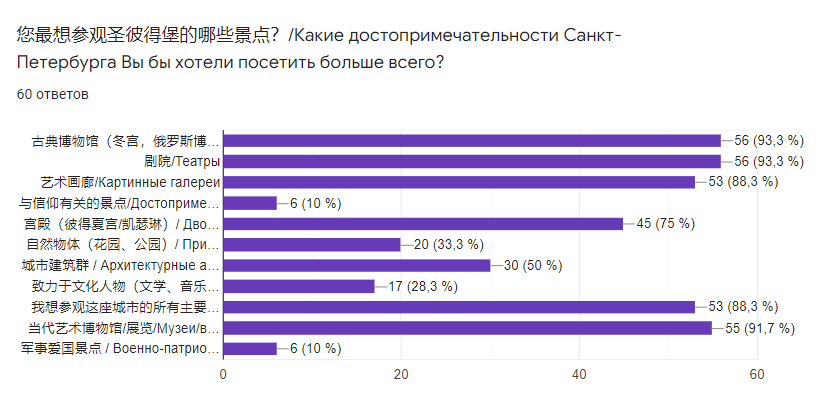 您最想参观圣彼得堡的哪些景点？/Какие достопримечательности Санкт-
Петербурга Вы бы хотели посетить больше всего?
60 ответов
古典博物馆（冬宫，俄罗斯博… 56 (93,3 %)
剧院/Театры 56 (93,3 %)
艺术画廊/Картинные галереи 53 (88,3 %)
与信仰有关的景点/Достоприме… 6 (10 %)
宫殿（彼得夏宫/凯瑟琳）/ Дво… 45 (75 %)
自然物体（花园、公园）/ При… 20 (33,3 %)
城市建筑群 / Архитектурные а… 30 (50 %)
致力于文化人物（文学、音乐… 17 (28,3 %)
我想参观这座城市的所有主要… 53 (88,3 %)
当代艺术博物馆/展览/Музеи/в… 55 (91,7 %)
军事爱国景点 / Военно-патрио… 6 (10 %)
0 20 40 60